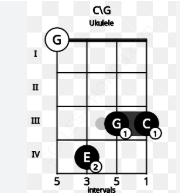 C\G
Ukulele
G
I
II
III
G
1
C
1
IV
E
2
5 3 5 1
intervals